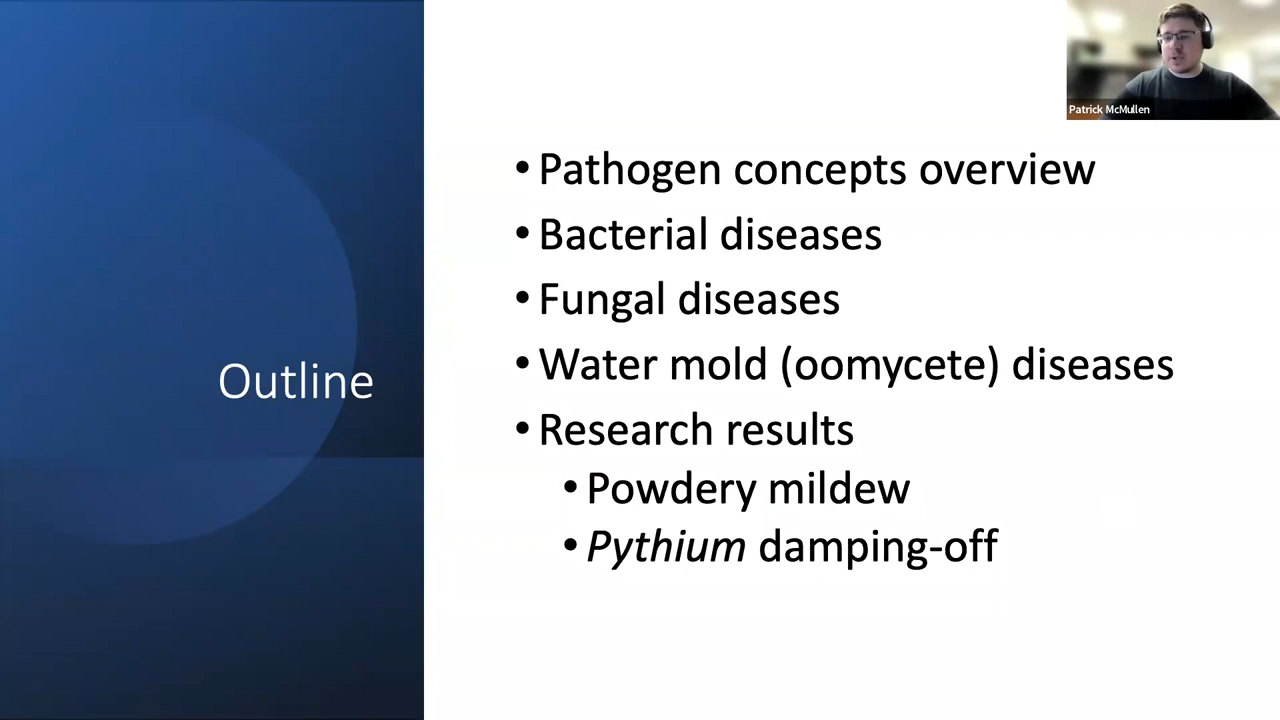 Patrick McMullen
Outline
• Pathogen concepts overview
• Bacterial diseases
• Fungal diseases
• Water mold (oomycete) diseases
• Research results
• Powdery mildew
• Pythium damping-off